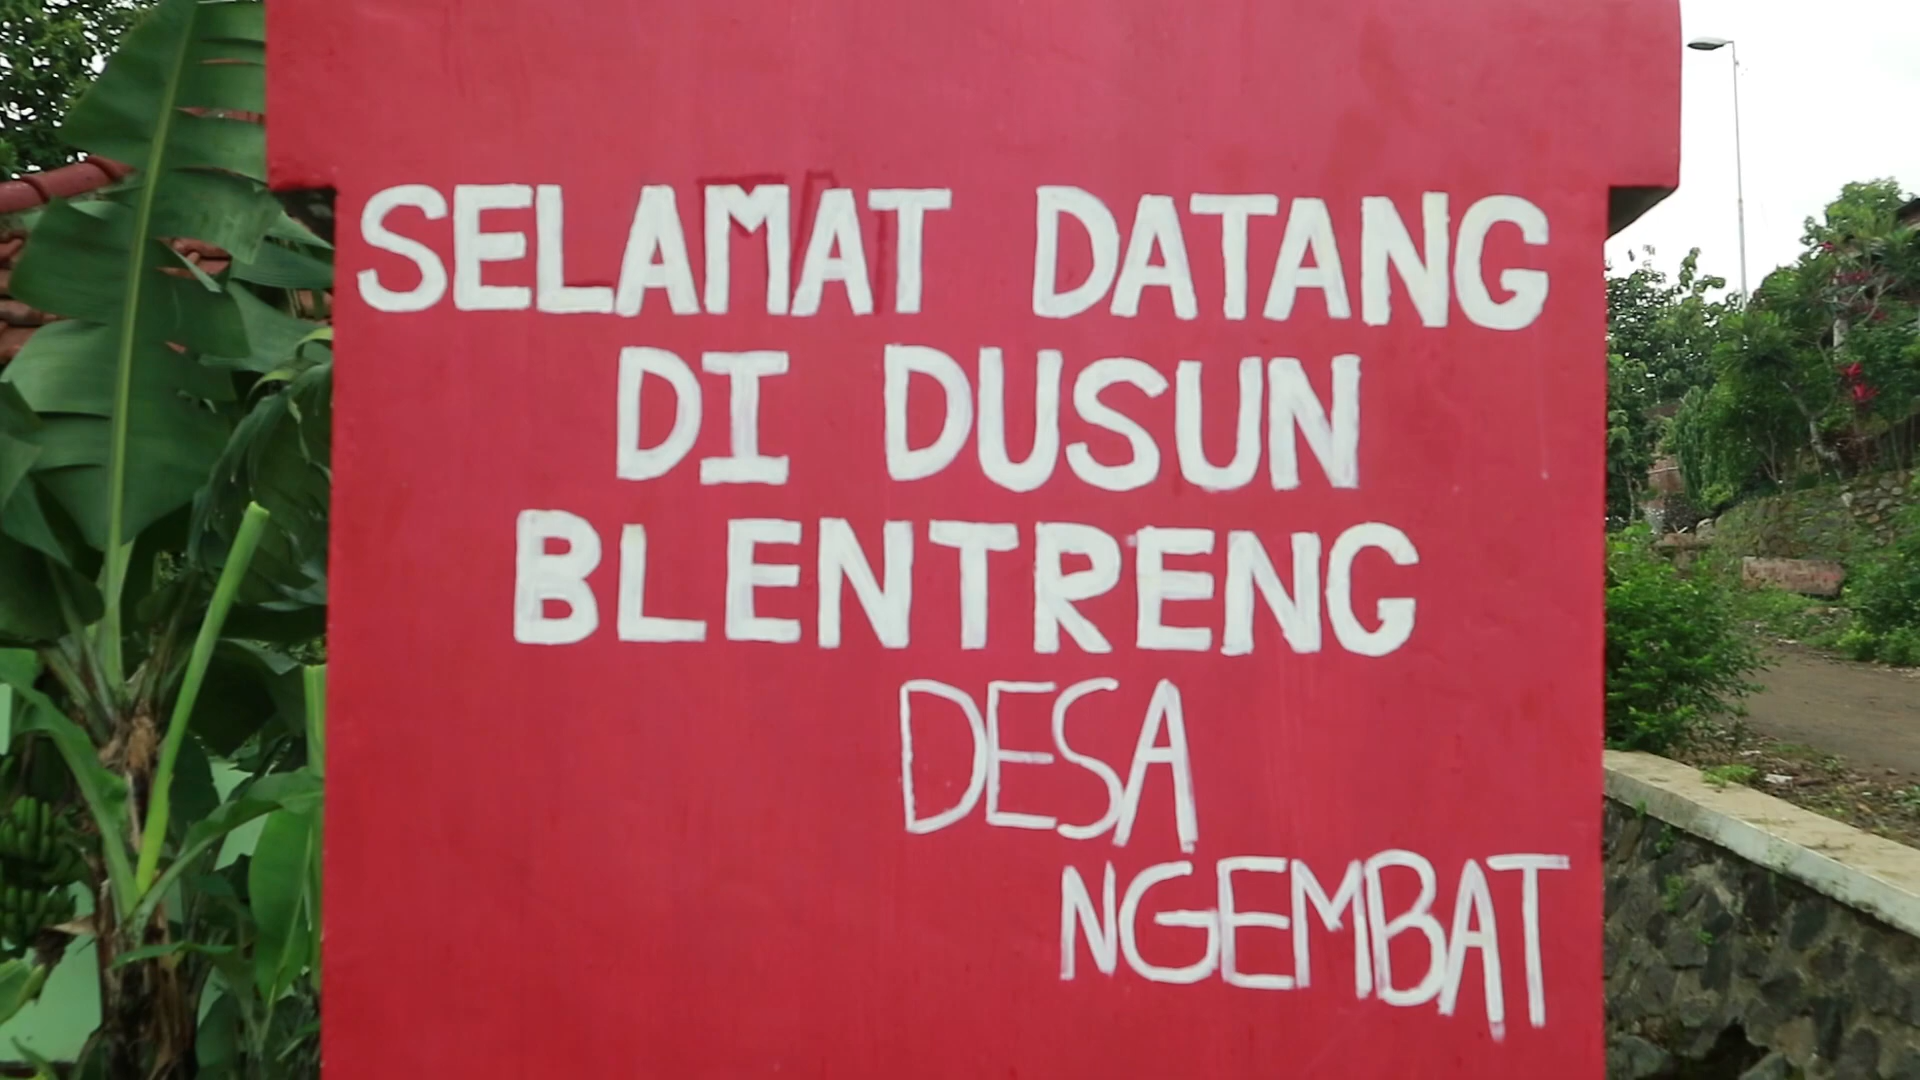 SELAMAT DATANG
DI DUSUN
BLENTRENG
DESA
NGEMBAT